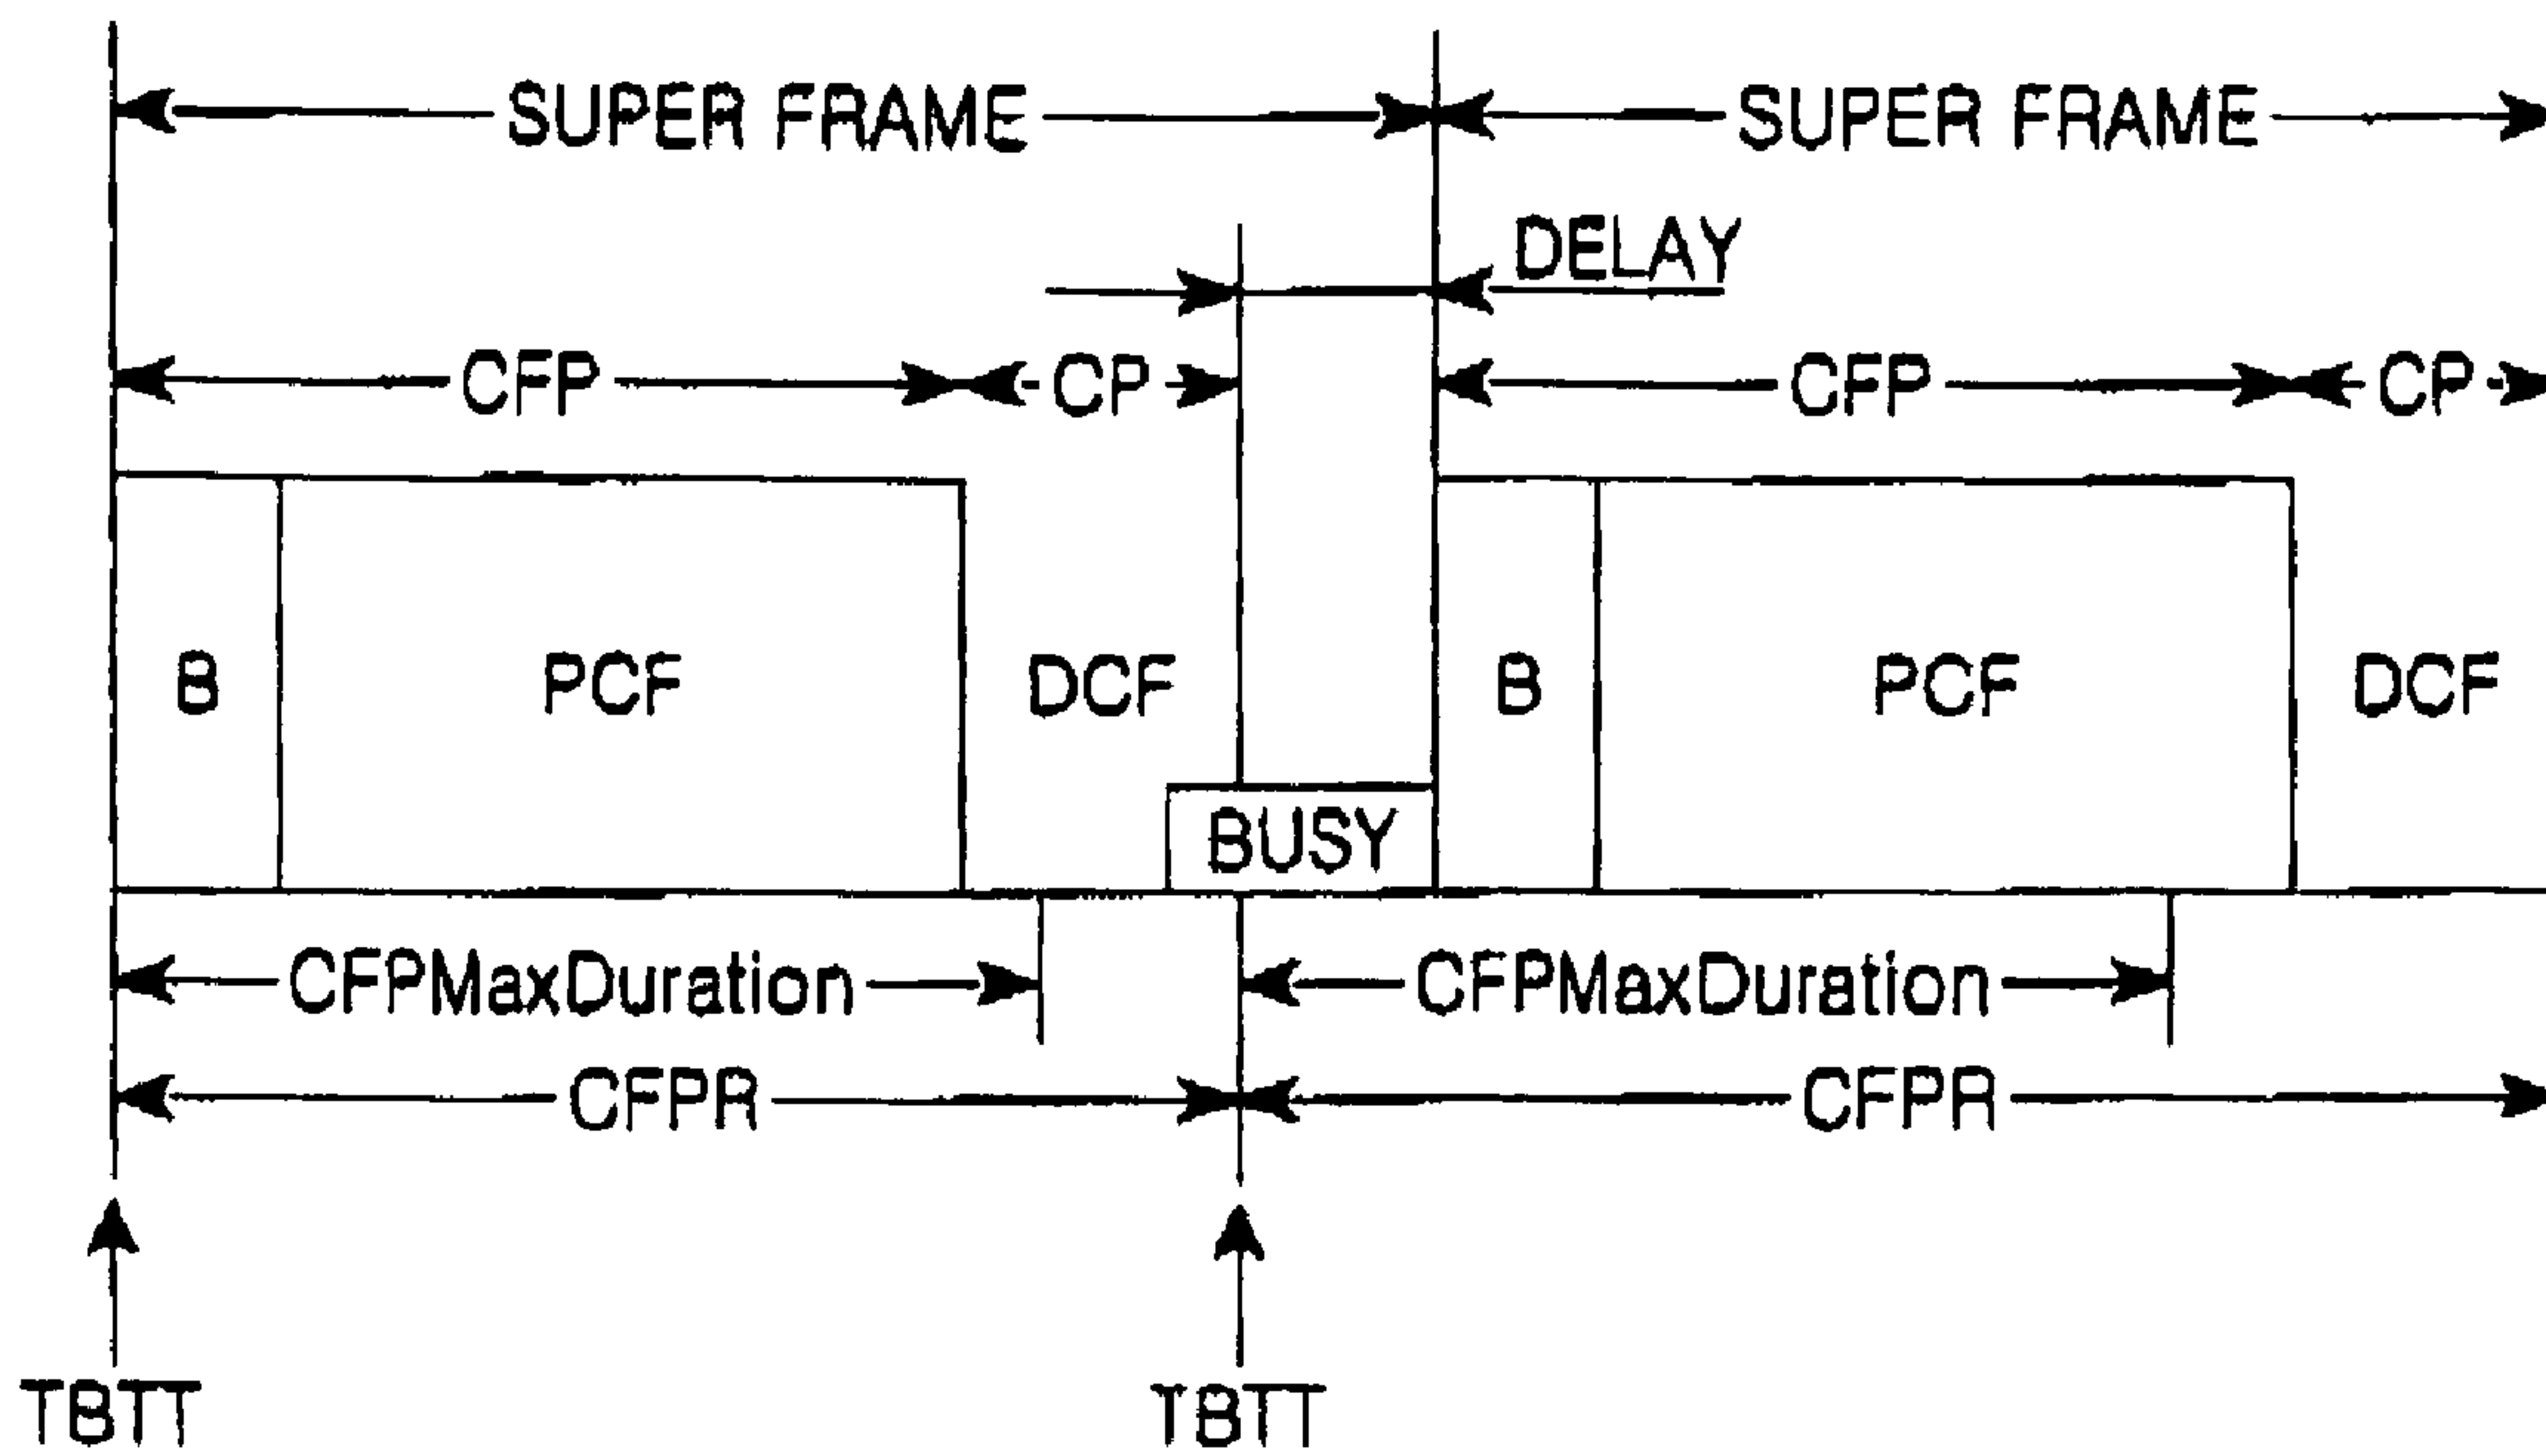 SUPER FRAME SUPER FRAME
DELAY
CFP CP CFP CP
B PCF DCF B PCF DCF
BUSY
CFPMaxDuration CFPMaxDuration
CFPR CFPR
TBTT TBTT